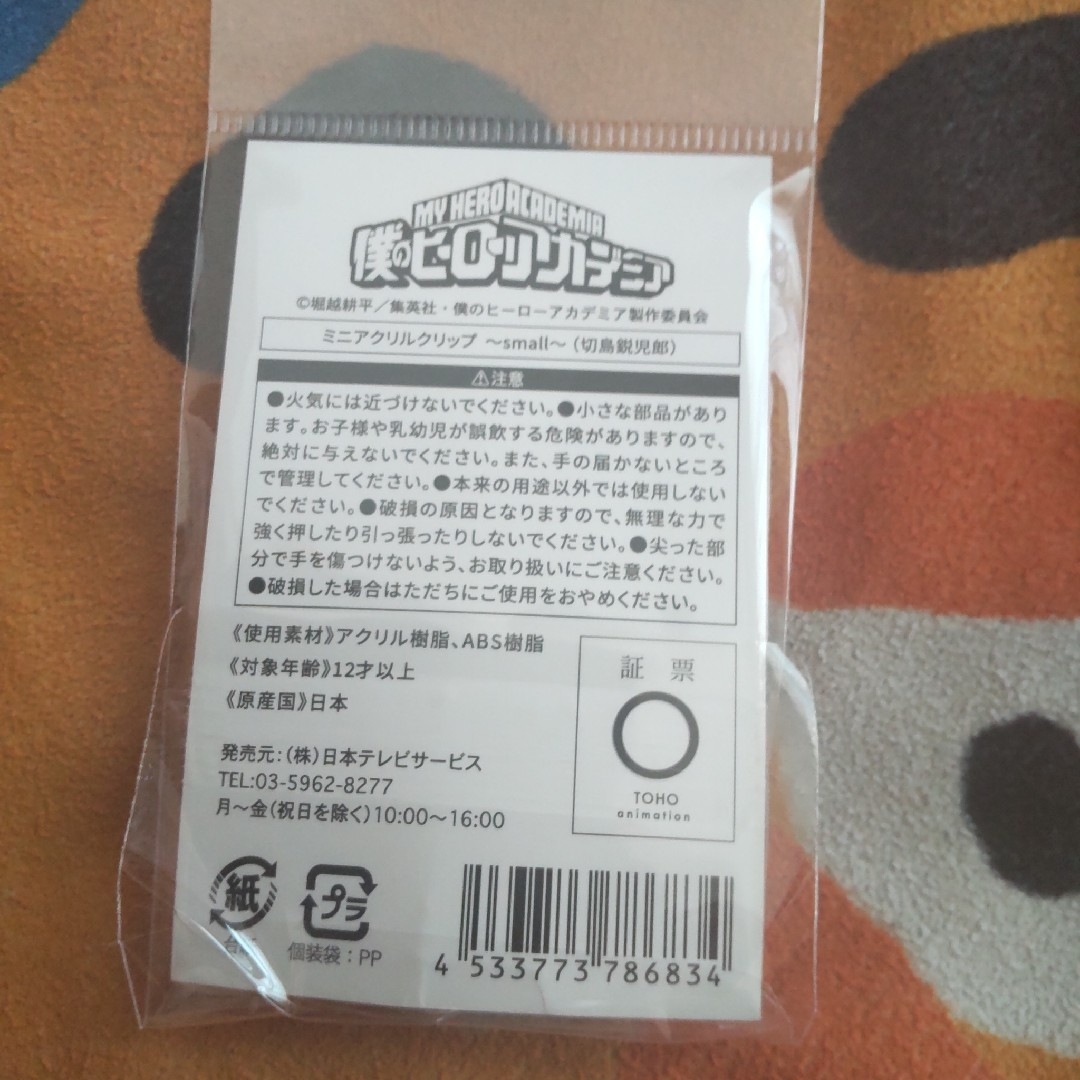 MY HERO ACADEMIA
僕のヒーローアカデミア
©堀越耕平／集英社・僕のヒーローアカデミア製作委員会
ミニアクリルクリップ ～small～（切島鋭児郎）
⚠注意
●火気には近づけないでください。●小さな部品があり
ます。お子様や乳幼児が誤飲する危険がありますので、
絶対に与えないでください。また、手の届かないところ
で管理してください。●本来の用途以外では使用しない
でください。●破損の原因となりますので、無理な力で
強く押したり引っ張ったりしないでください。●尖った部
分で手を傷つけないよう、お取り扱いにご注意ください。
●破損した場合はただちにご使用をおやめください。
《使用素材》アクリル樹脂、ABS樹脂
《対象年齢》12才以上
《原産国》日本
発売元：（株）日本テレビサービス
TEL:03-5962-8277
月～金（祝日を除く）10:00～16:00
証 票
TOHO
animation
紙
プラ
個装袋：PP
4 533773 786834